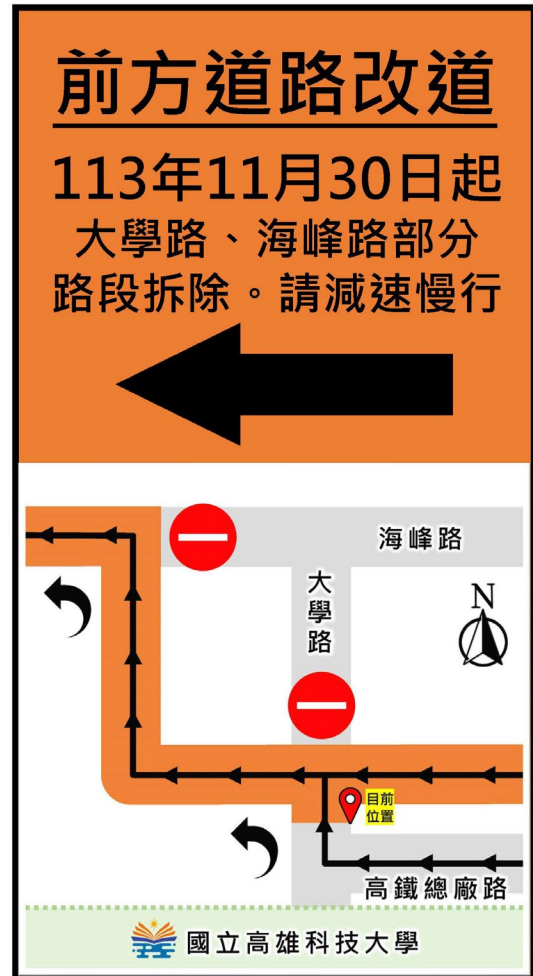 前方道路改道
113年11月30日起
大學路、海峰路部分
路段拆除。請減速慢行
海峰路
大學路
N
目前
位置
高鐵總廠路
國立高雄科技大學